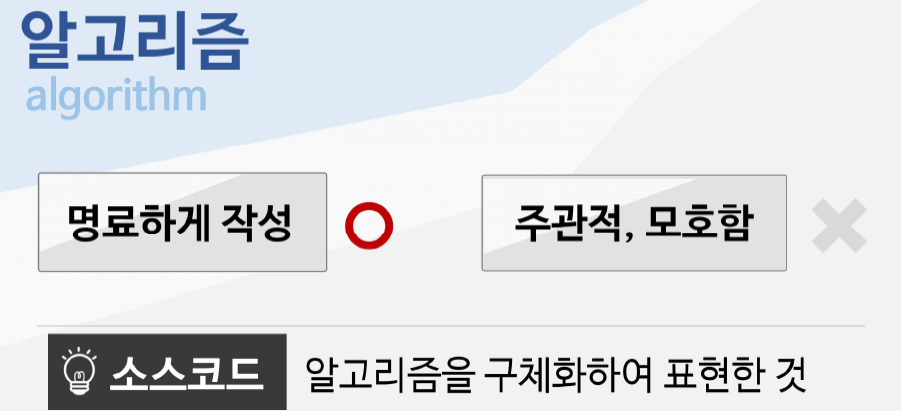 알고리즘
algorithm
명료하게 작성
주관적, 모호함
소스코드 알고리즘을 구체화하여 표현한 것